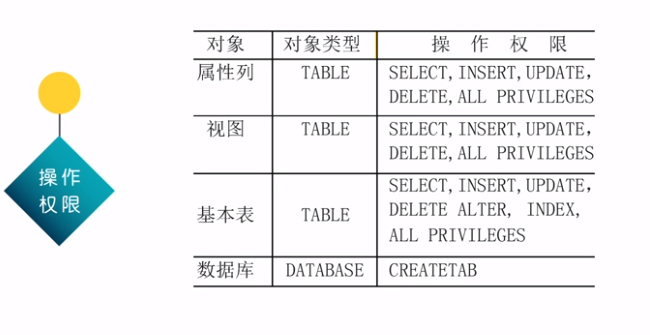 操作
权限
对象 对象类型 操 作 权 限
属性列 TABLE SELECT, INSERT, UPDATE,
DELETE, ALL PRIVILEGES
视图 TABLE SELECT, INSERT, UPDATE,
DELETE, ALL PRIVILEGES
基本表 TABLE SELECT, INSERT, UPDATE,
DELETE ALTER, INDEX,
ALL PRIVILEGES
数据库 DATABASE CREATETAB